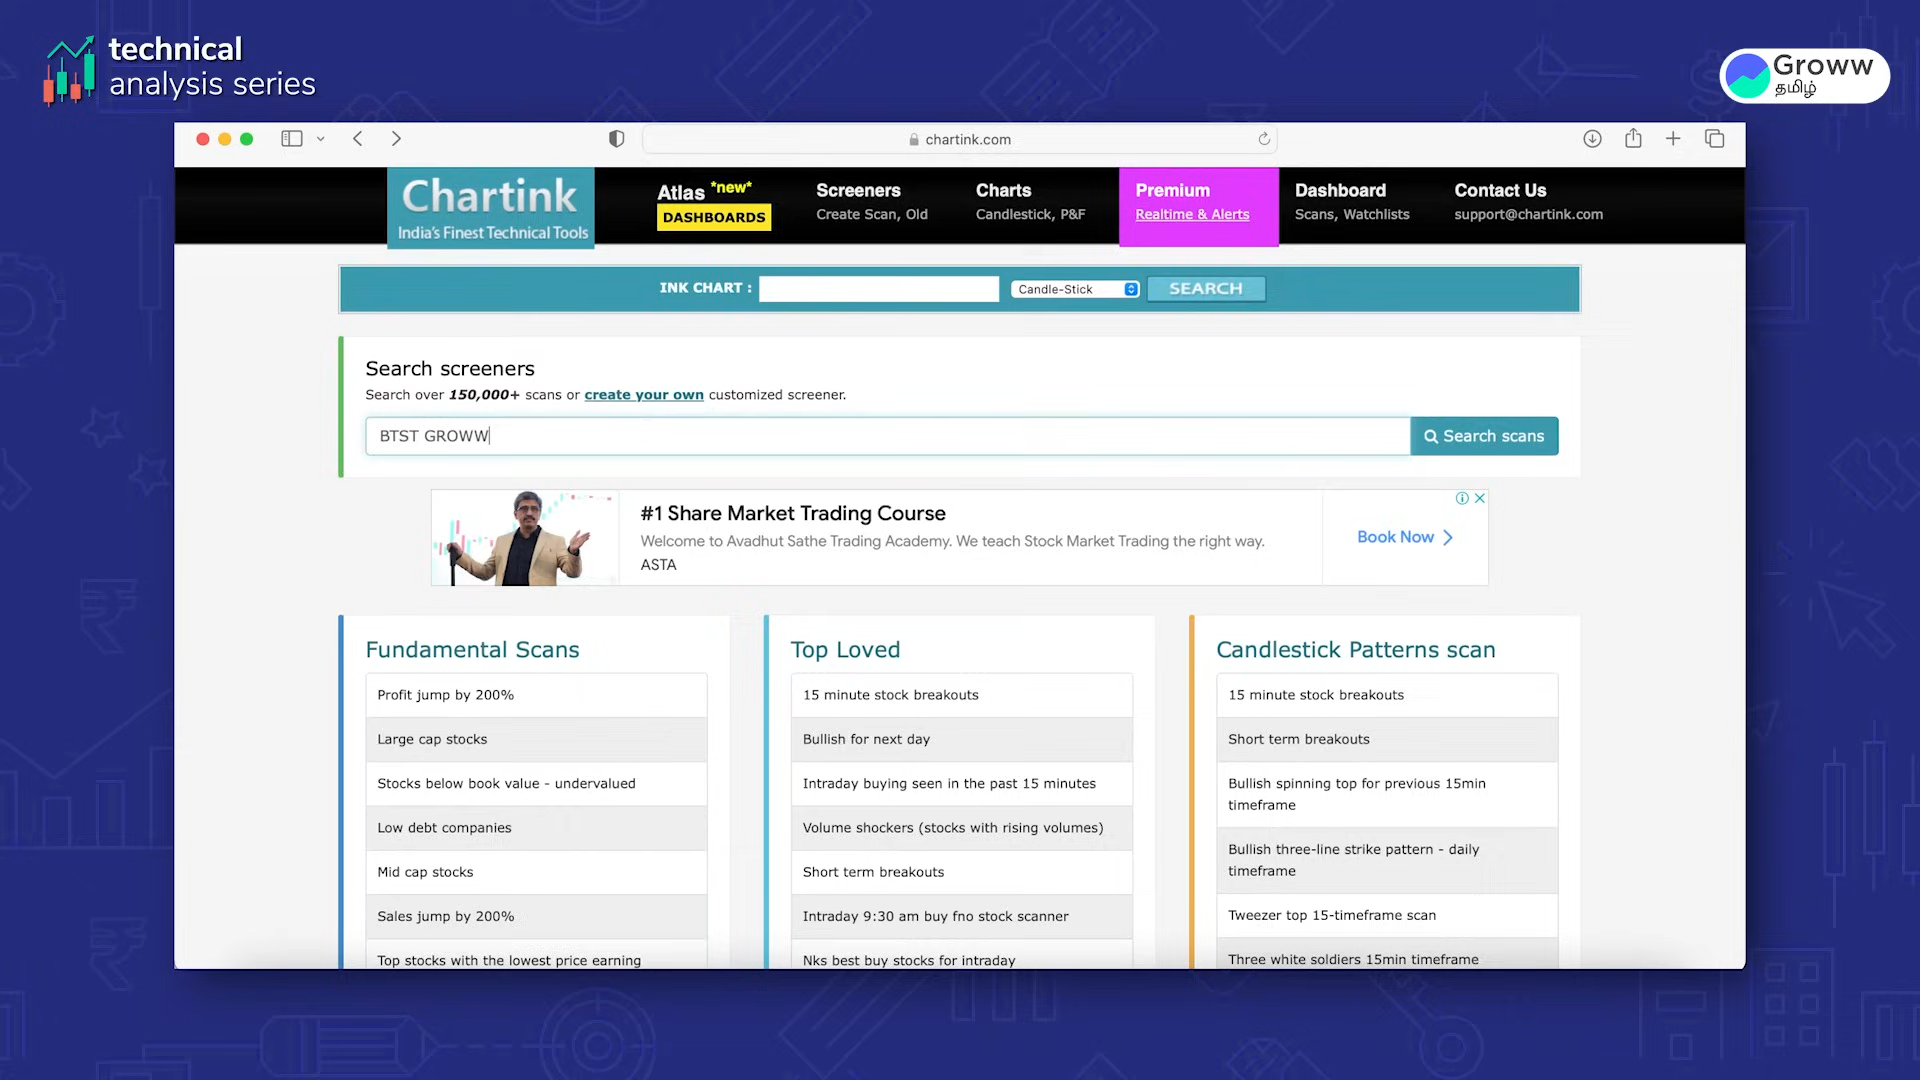 technical
analysis series
Groww
தமிழ்
chartink.com
Chartink
India's Finest Technical Tools
Atlas *new*
DASHBOARDS
Screeners
Create Scan, Old
Charts
Candlestick, P&F
Premium
Realtime & Alerts
Dashboard
Scans, Watchlists
Contact Us
support@chartink.com
INK CHART :
Candle-Stick
SEARCH
Search screeners
Search over 150,000+ scans or create your own customized screener.
BTST GROWW
Search scans
#1 Share Market Trading Course
Welcome to Avadhut Sathe Trading Academy. We teach Stock Market Trading the right way.
ASTA
Book Now
Fundamental Scans
Profit jump by 200%
Large cap stocks
Stocks below book value - undervalued
Low debt companies
Mid cap stocks
Sales jump by 200%
Top stocks with the lowest price earning
Top Loved
15 minute stock breakouts
Bullish for next day
Intraday buying seen in the past 15 minutes
Volume shockers (stocks with rising volumes)
Short term breakouts
Intraday 9:30 am buy fno stock scanner
Nks best buy stocks for intraday
Candlestick Patterns scan
15 minute stock breakouts
Short term breakouts
Bullish spinning top for previous 15min
timeframe
Bullish three-line strike pattern - daily
timeframe
Tweezer top 15-timeframe scan
Three white soldiers 15min timeframe